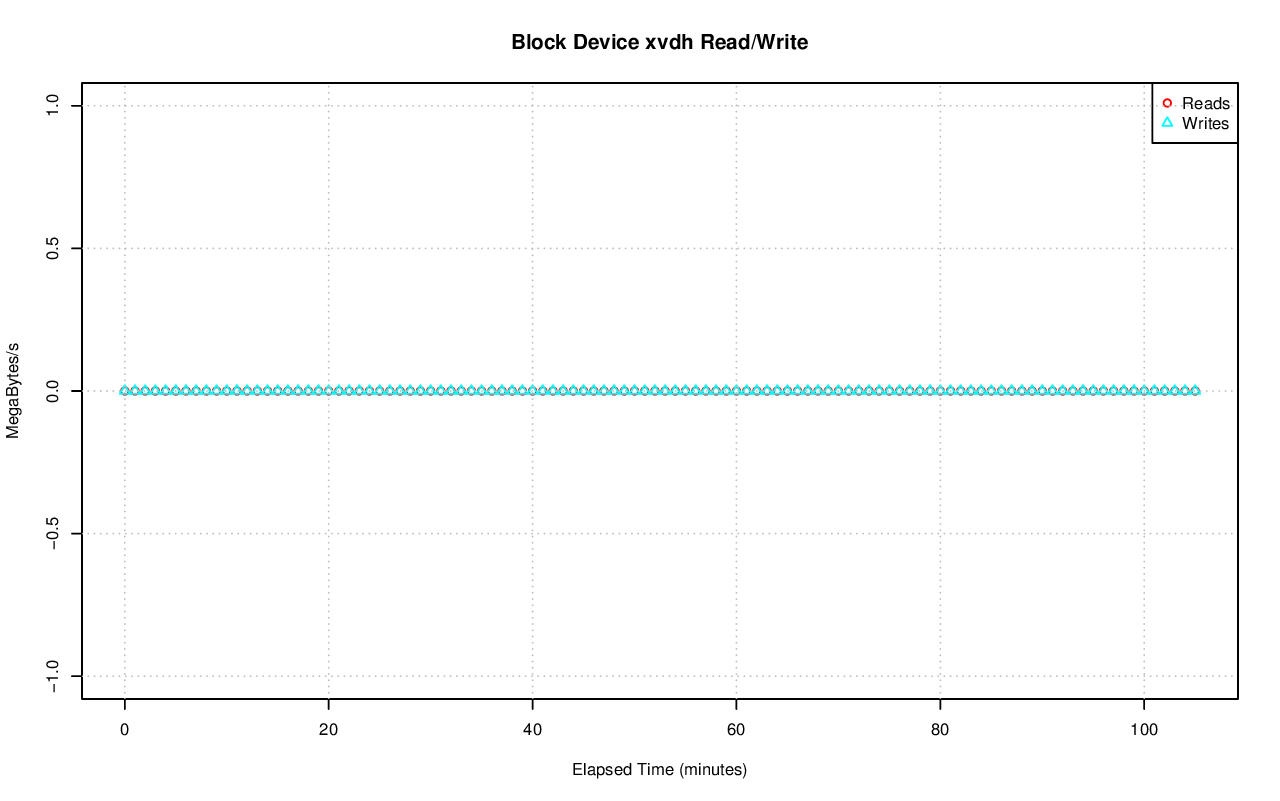 Block Device xvdh Read/Write
Reads
Writes
1.0
0.5
0.0
−0.5
−1.0
MegaBytes/s
0 20 40 60 80 100
Elapsed Time (minutes)